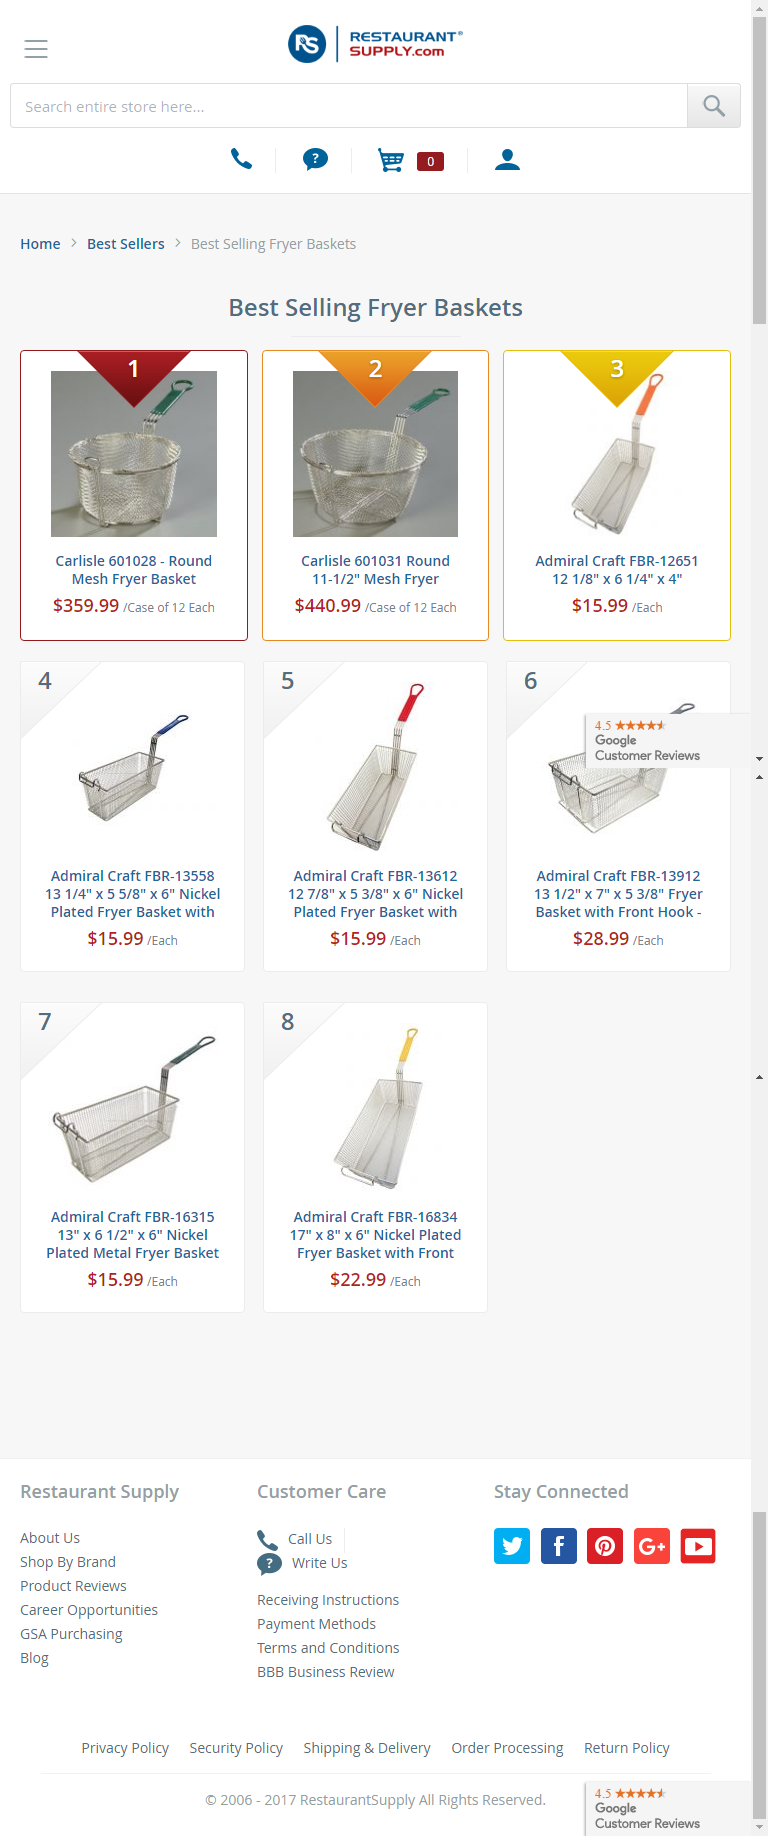 RS RESTAURANT®
SUPPLY.com
Search entire store here...
?
0
Home > Best Sellers > Best Selling Fryer Baskets
Best Selling Fryer Baskets
1
Carlisle 601028 - Round
Mesh Fryer Basket
$359.99 /Case of 12 Each
2
Carlisle 601031 Round
11-1/2" Mesh Fryer
$440.99 /Case of 12 Each
3
Admiral Craft FBR-12651
12 1/8" x 6 1/4" x 4"
$15.99 /Each
4
Admiral Craft FBR-13558
13 1/4" x 5 5/8" x 6" Nickel
Plated Fryer Basket with
$15.99 /Each
5
Admiral Craft FBR-13612
12 7/8" x 5 3/8" x 6" Nickel
Plated Fryer Basket with
$15.99 /Each
6
4.5 ★★★★★
Google
Customer Reviews
Admiral Craft FBR-13912
13 1/2" x 7" x 5 3/8" Fryer
Basket with Front Hook -
$28.99 /Each
7
Admiral Craft FBR-16315
13" x 6 1/2" x 6" Nickel
Plated Metal Fryer Basket
$15.99 /Each
8
Admiral Craft FBR-16834
17" x 8" x 6" Nickel Plated
Fryer Basket with Front
$22.99 /Each
Restaurant Supply
About Us
Shop By Brand
Product Reviews
Career Opportunities
GSA Purchasing
Blog
Customer Care
Call Us
? Write Us
Receiving Instructions
Payment Methods
Terms and Conditions
BBB Business Review
Stay Connected
f G+
Privacy Policy Security Policy Shipping & Delivery Order Processing Return Policy
© 2006 - 2017 RestaurantSupply All Rights Reserved.
4.5 ★★★★★
Google
Customer Reviews